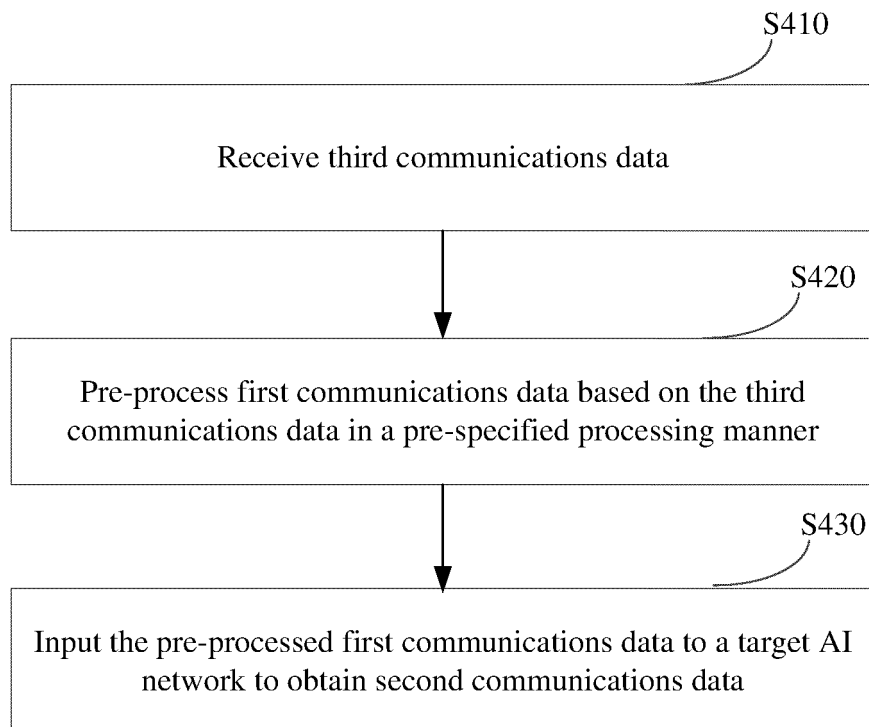 S410
Receive third communications data
S420
Pre-process first communications data based on the third
communications data in a pre-specified processing manner
S430
Input the pre-processed first communications data to a target AI
network to obtain second communications data